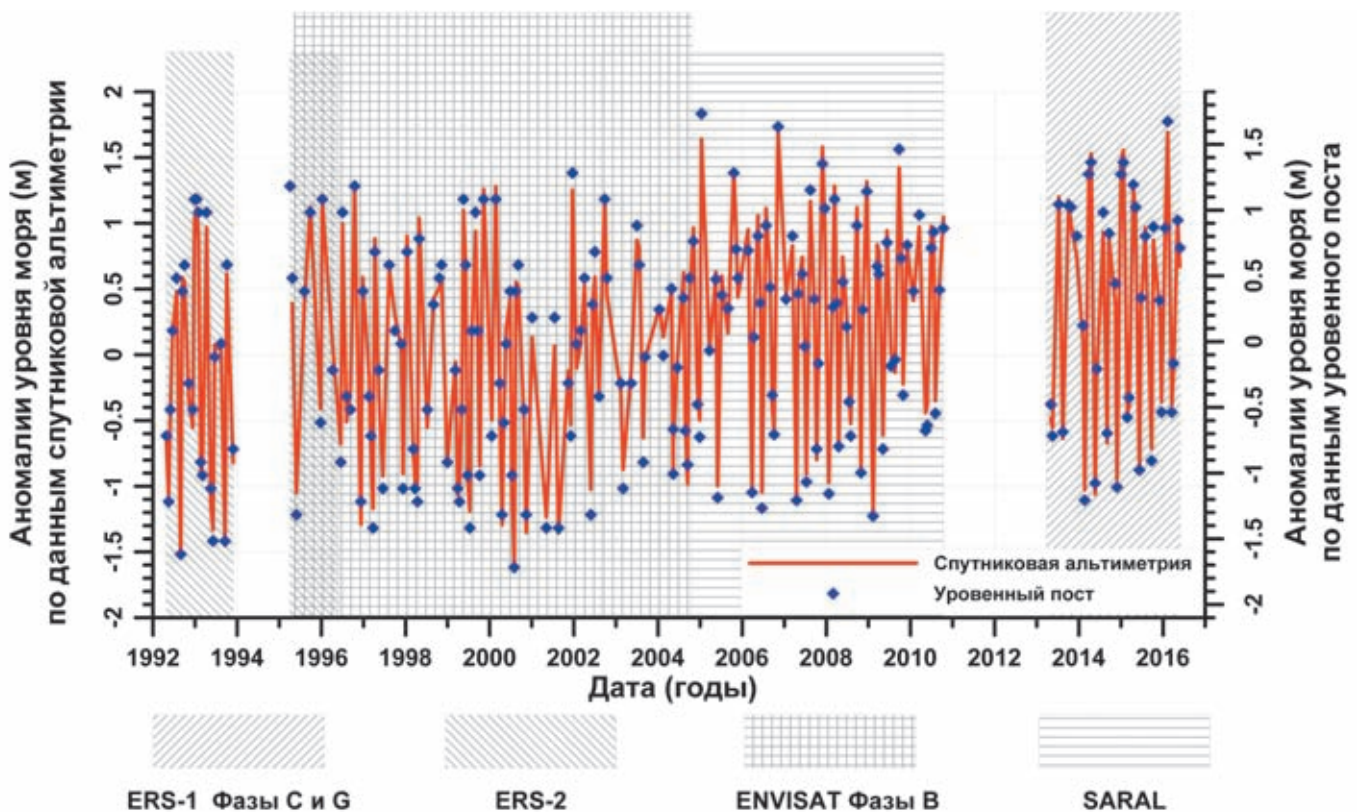 Аномалии уровня моря (м)
по данным спутниковой альтиметрии
2
1.5
1
0.5
0
-0.5
-1
-1.5
-2
1.5
1
0.5
0
-0.5
-1
-1.5
-2
Аномалии уровня моря (м)
по данным уровенного поста
Спутниковая альтиметрия
Уровенный пост
1992 1994 1996 1998 2000 2002 2004 2006 2008 2010 2012 2014 2016
Дата (годы)
ERS-1 Фазы C и G ERS-2 ENVISAT Фазы B SARAL